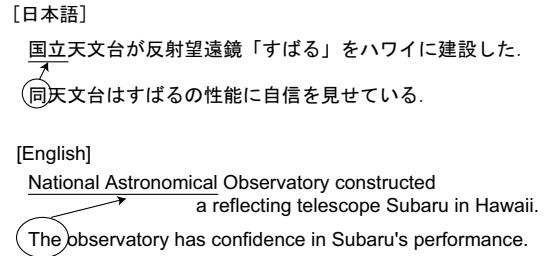 [日本語]
国立天文台が反射望遠鏡「すばる」をハワイに建設した.
同天文台はすばるの性能に自信を見せている.
[English]
National Astronomical Observatory constructed
a reflecting telescope Subaru in Hawaii.
The observatory has confidence in Subaru's performance.